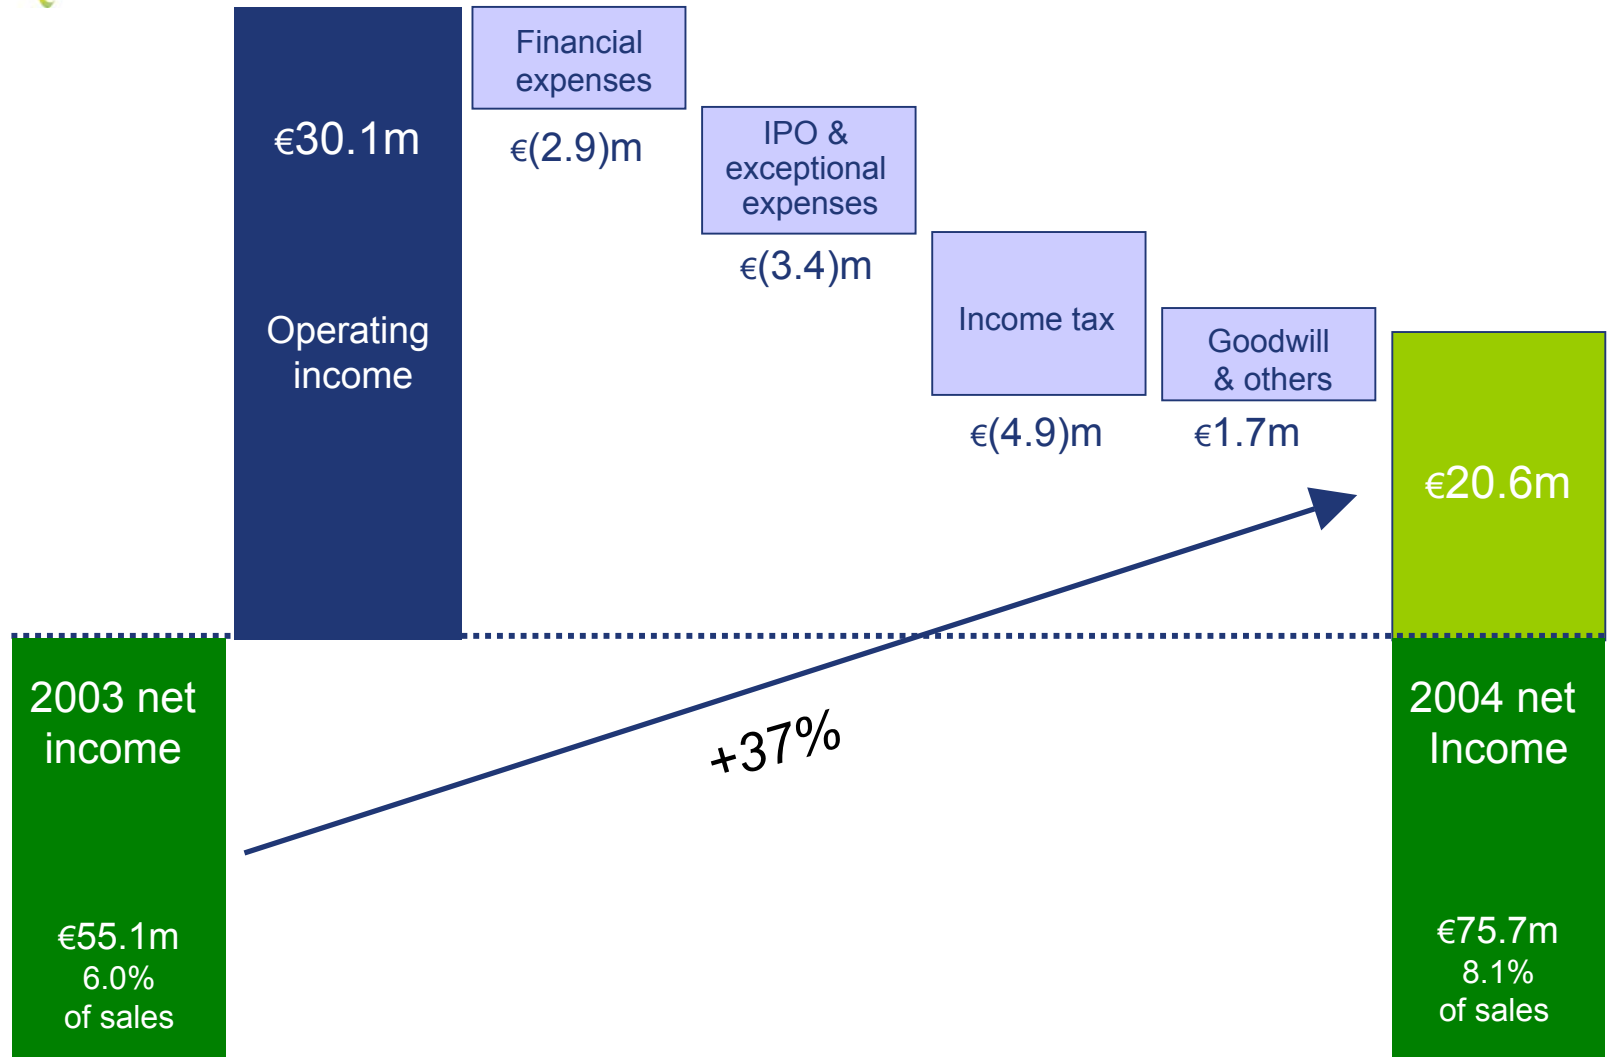 €30.1m
Operating
income
Financial
expenses
€(2.9)m
IPO &
exceptional
expenses
€(3.4)m
Income tax
€(4.9)m
Goodwill
& others
€1.7m
€20.6m
2003 net
income
€55.1m
6.0%
of sales
+37%
2004 net
Income
€75.7m
8.1%
of sales